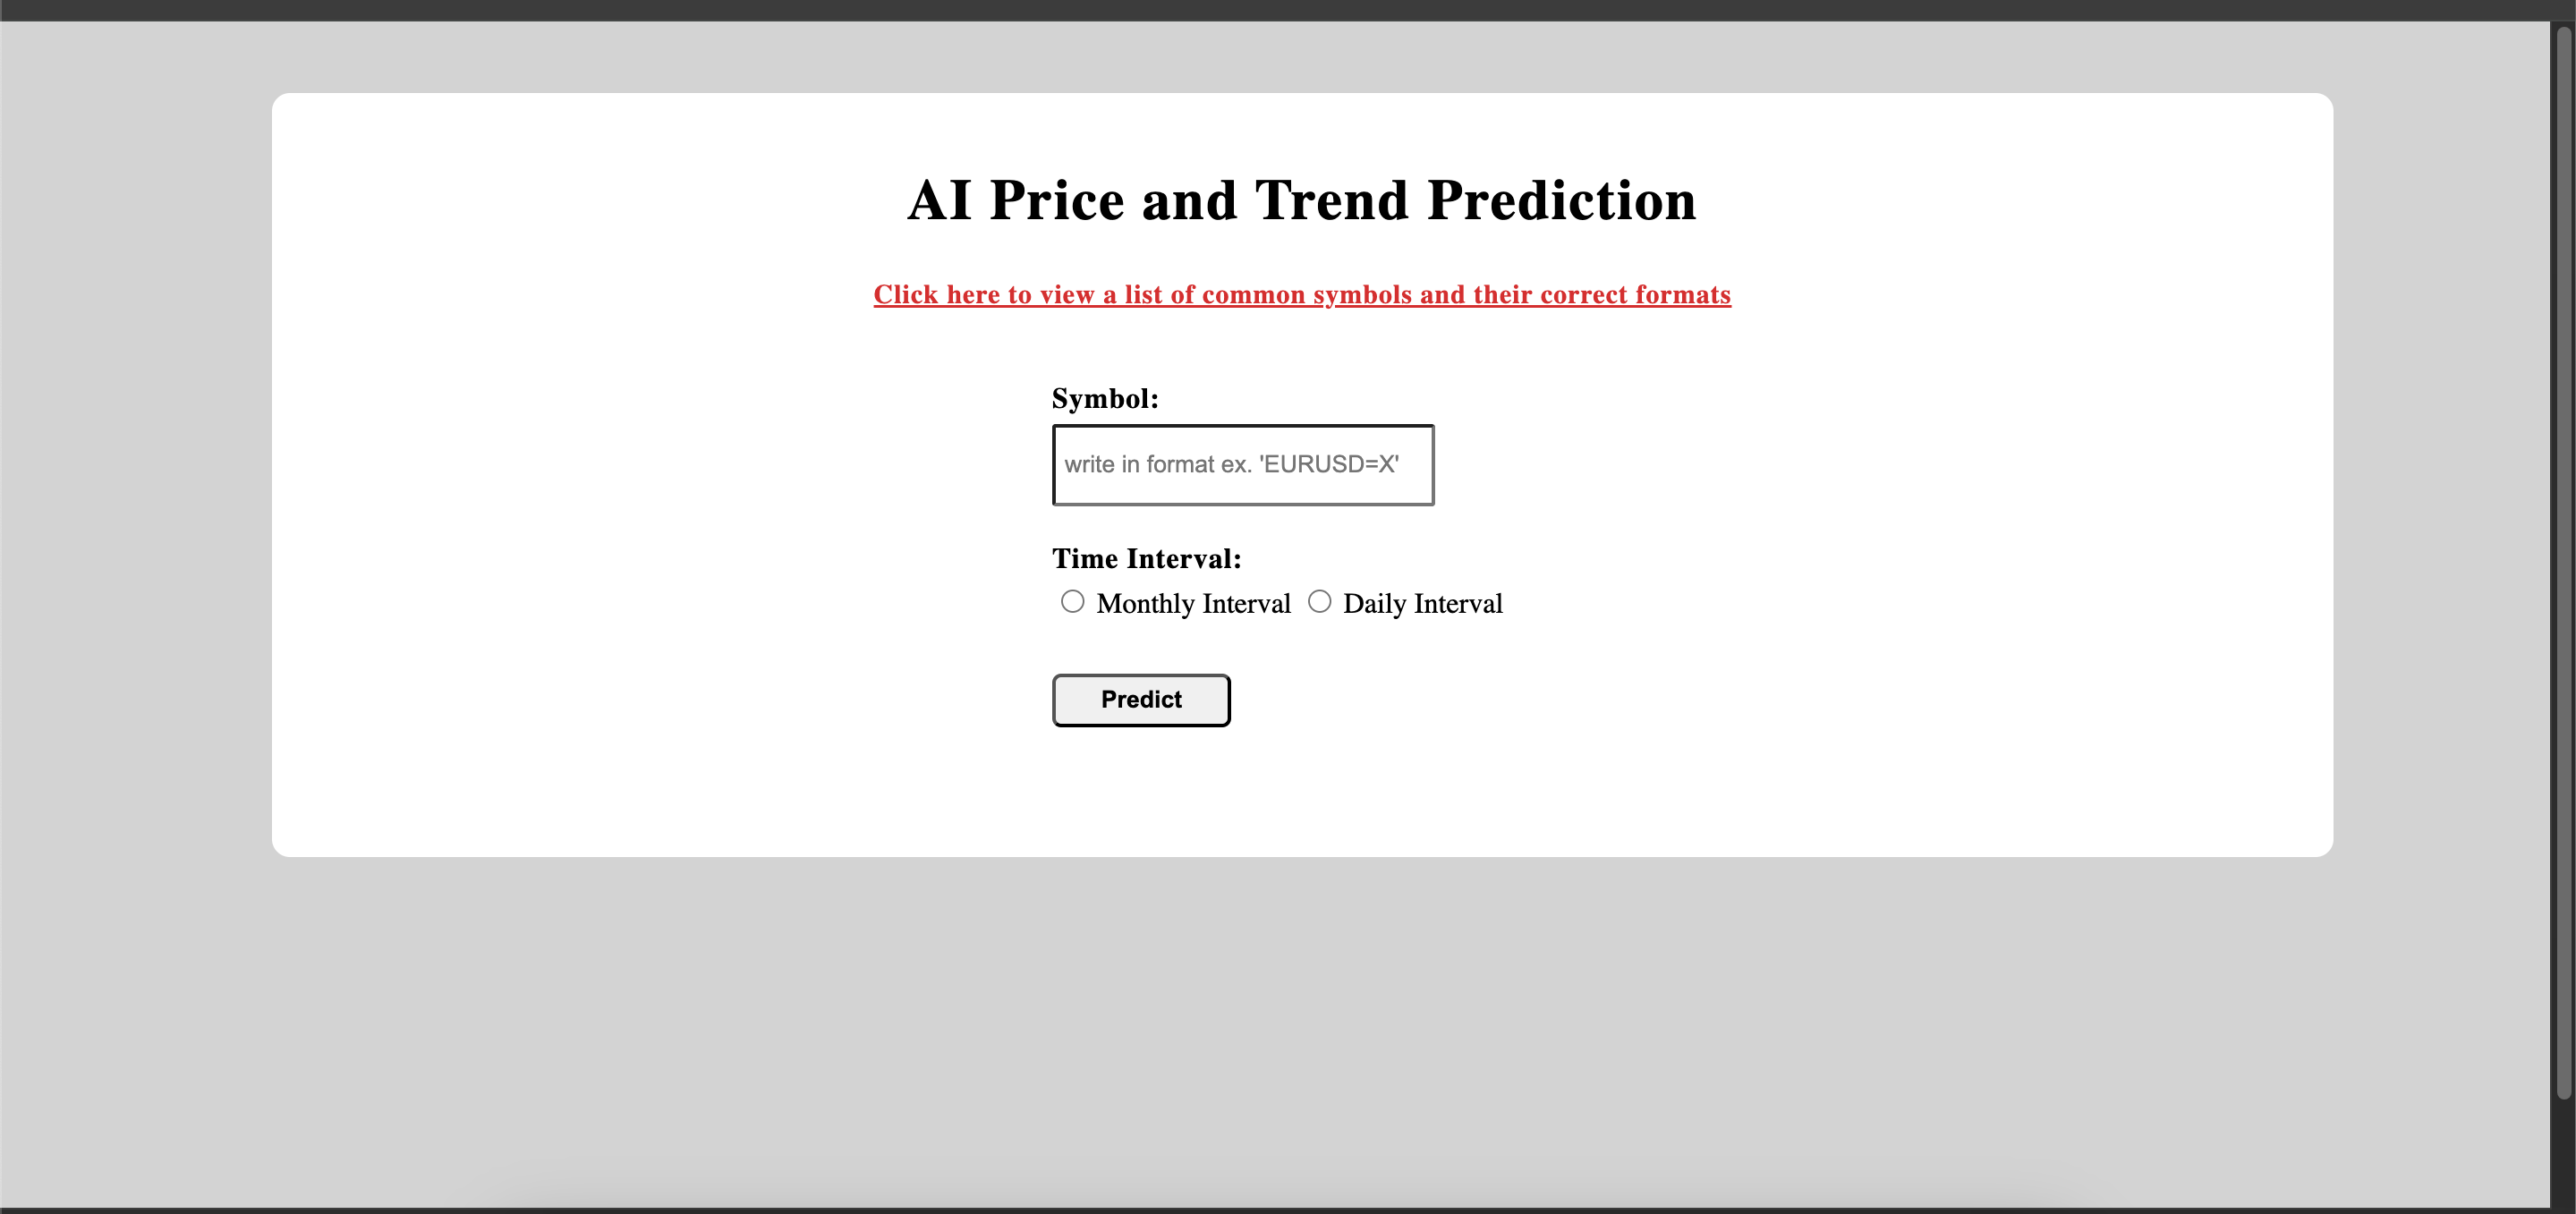 AI Price and Trend Prediction
Click here to view a list of common symbols and their correct formats
Symbol:
write in format ex. 'EURUSD=X'
Time Interval:
Monthly Interval Daily Interval
Predict